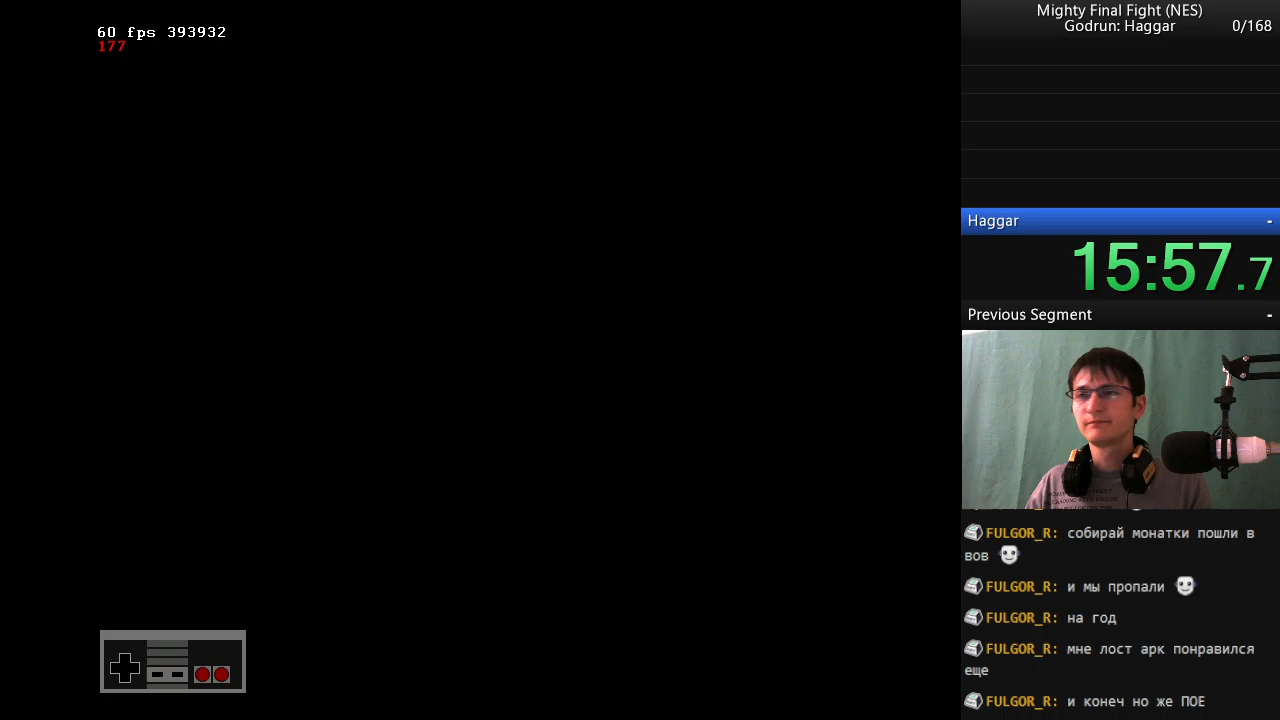 60 fps 393932
177
Mighty Final Fight (NES)
Godrun: Haggar 0/168
Haggar -
15:57.7
Previous Segment -
FULGOR_R: собирай монатки пошли в
вов
FULGOR_R: и мы пропали
FULGOR_R: на год
FULGOR_R: мне лост арк понравился
еще
FULGOR_R: и конеч но же ПОЕ